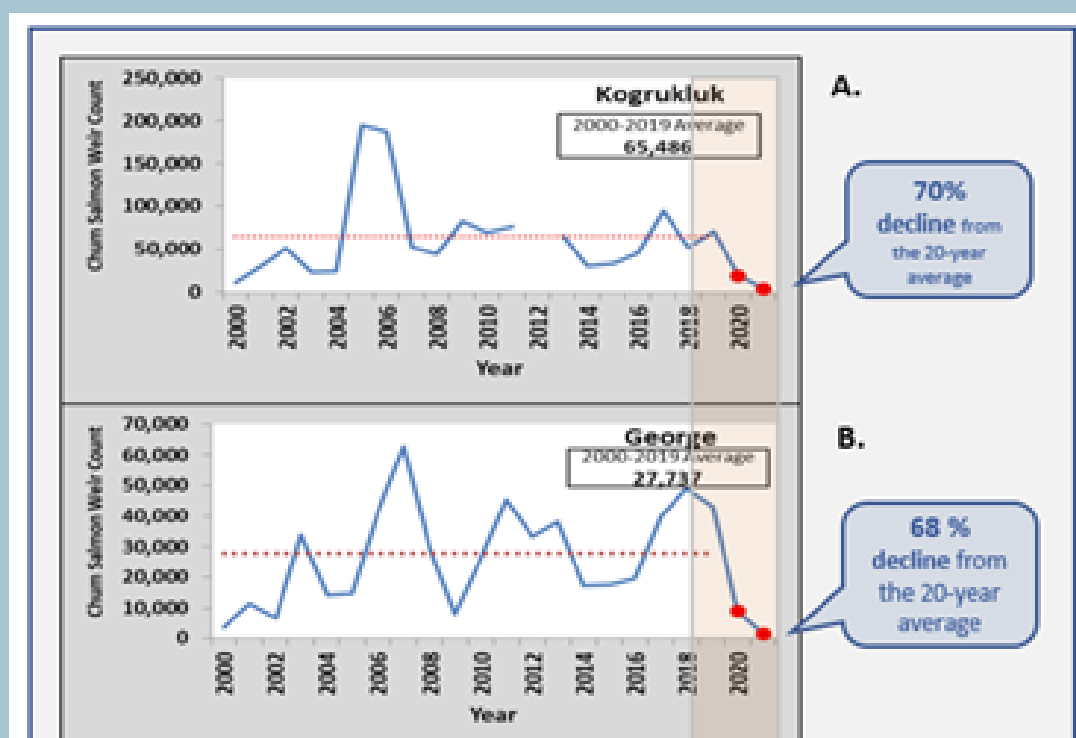 250,000
200,000
150,000
100,000
50,000
0
Chum Salmon Weir Count
Kogrukluk
2000-2019 Average
65,486
2000
2002
2004
2006
2008
2010
2012
2014
2016
2018
2020
Year
A.
70%
decline from
the 20-year
average
70,000
60,000
50,000
40,000
30,000
20,000
10,000
0
Chum Salmon Weir Count
George
2000-2019 Average
27,737
2000
2002
2004
2006
2008
2010
2012
2014
2016
2018
2020
Year
B.
68 %
decline from
the 20-year
average